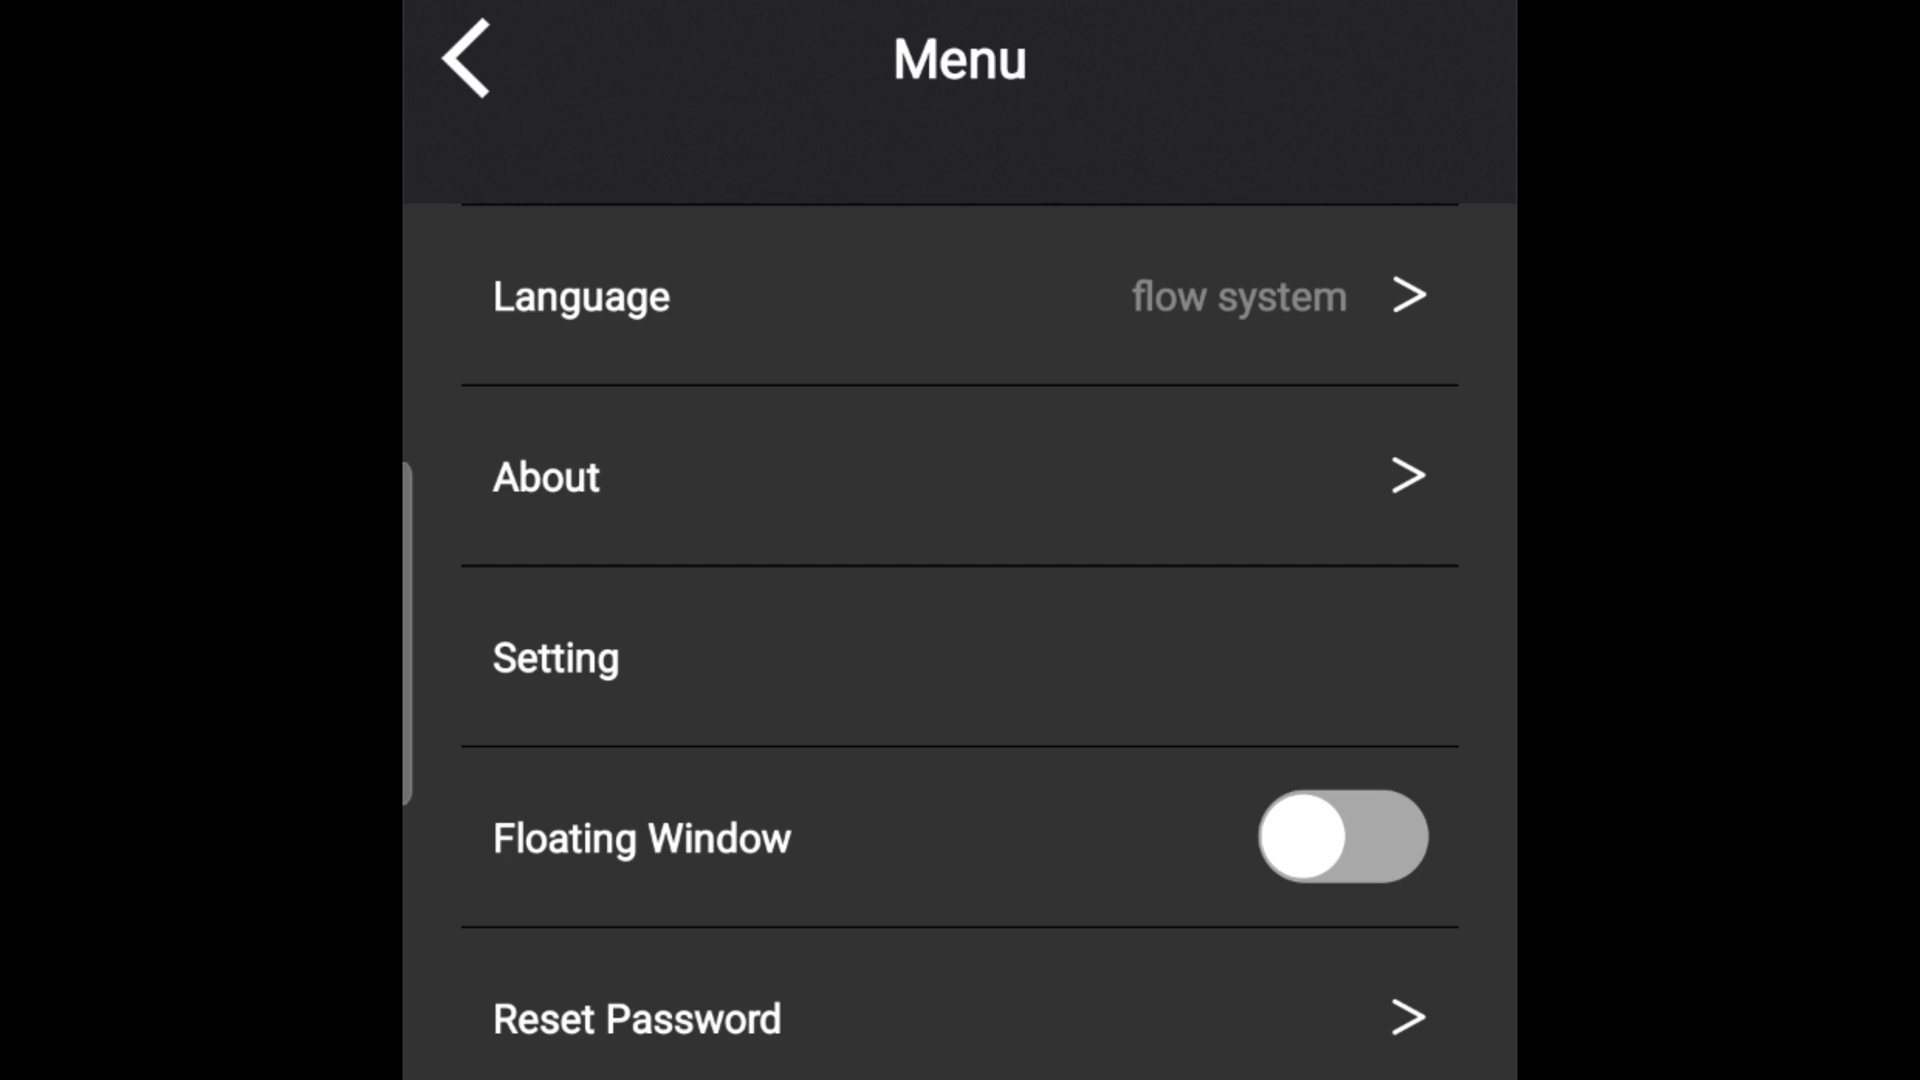 Menu
Language flow system
About
Setting
Floating Window
Reset Password